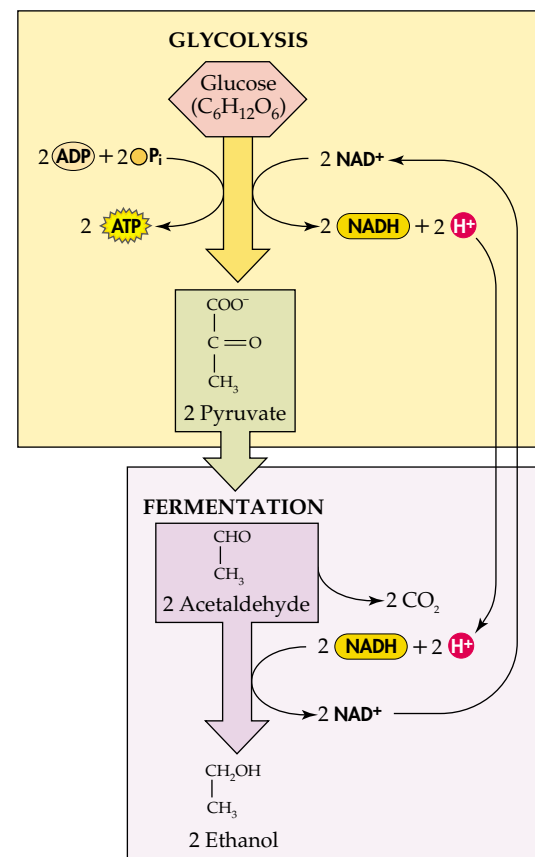 GLYCOLYSIS
Glucose
(C₆H₁₂O₆)
2 ADP + 2 Pᵢ
2 NAD⁺
2 ATP
2 NADH + 2 H⁺
COO⁻
C=O
CH₃
2 Pyruvate
FERMENTATION
CHO
CH₃
2 Acetaldehyde
2 CO₂
2 NADH + 2 H⁺
2 NAD⁺
CH₂OH
CH₃
2 Ethanol